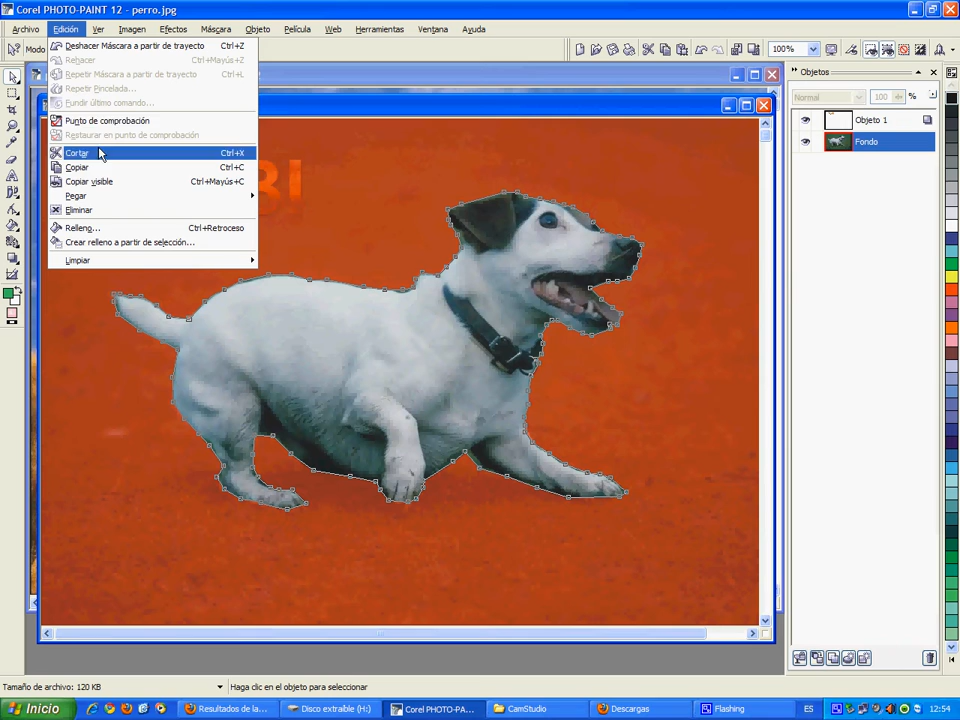 Corel PHOTO-PAINT 12 - perro.jpg
Archivo Edición Ver Imagen Efectos Máscara Objeto Película Web Herramientas Ventana Ayuda
Modo
100%
Deshacer Máscara a partir de trayecto Ctrl+Z
Rehacer Ctrl+Mayús+Z
Repetir Máscara a partir de trayecto Ctrl+L
Repetir Pincelada...
Fundir último comando...
Punto de comprobación
Restaurar en punto de comprobación
Cortar Ctrl+X
Copiar Ctrl+C
Copiar visible Ctrl+Mayús+C
Pegar
Eliminar
Relleno... Ctrl+Retroceso
Crear relleno a partir de selección...
Limpiar
Objetos
Normal 100 %
Objeto 1
Fondo
Tamaño de archivo: 120 KB
Haga clic en el objeto para seleccionar
Inicio
Resultados de la...
Disco extraible (H:)
Corel PHOTO-PA...
CamStudio
Descargas
Flashing
ES
12:54